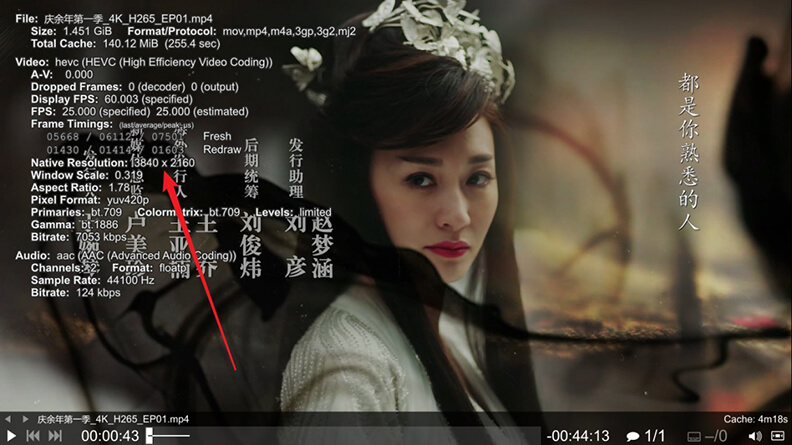 File: 庆余年第一季_4K_H265_EP01.mp4
Size: 1.451 GiB Format/Protocol: mov,mp4,m4a,3gp,3g2,mj2
Total Cache: 140.12 MiB (255.4 sec)
Video: hevc (HEVC (High Efficiency Video Coding))
A-V: 0.000
Dropped Frames: 0 (decoder) 0 (output)
Display FPS: 60.003 (specified)
FPS: 25.000 (specified) 25.000 (estimated)
Frame Timings: (last/average/peak μs)
05668 / 06112 / 07501 Fresh
01430 / 01414 / 01603 Redraw
Native Resolution: 3840 x 2160
Window Scale: 0.319
Aspect Ratio: 1.78
Pixel Format: yuv420p
Primaries: bt.709 Colormatrix: bt.709 Levels: limited
Gamma: bt.1886
Bitrate: 7053 kbps
Audio: aac (AAC (Advanced Audio Coding))
Channels: 2 Format: floatp
Sample Rate: 44100 Hz
Bitrate: 124 kbps
都是你熟悉的人
发行助理
赵梦涵
刘彦
后期统筹
刘俊炜
庆余年第一季_4K_H265_EP01.mp4
Cache: 4m18s
00:00:43
-00:44:13
1/1
–/0